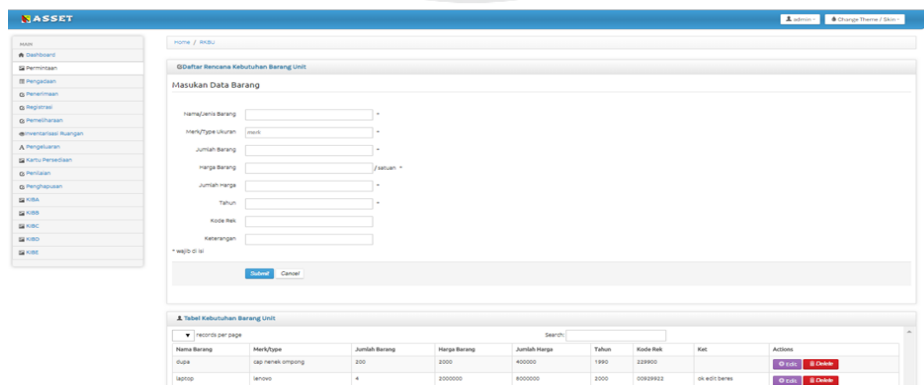 ASSET
admin
Change Theme / Skin
MAIN
Dashboard
Permintaan
Pengadaan
Penerimaan
Registrasi
Pemeliharaan
Inventarisasi Ruangan
Pengeluaran
Kartu Persediaan
Penilaian
Penghapusan
KIBA
KIBB
KIBC
KIBD
KIBE
Home / RKBU
Daftar Rencana Kebutuhan Barang Unit
Masukan Data Barang
Nama/Jenis Barang *
Merk/Type Ukuran merk *
Jumlah Barang *
Harga Barang / satuan *
Jumlah Harga *
Tahun *
Kode Rek
Keterangan
* wajib di isi
Submit Cancel
Tabel Kebutuhan Barang Unit
records per page Search:
Nama Barang Merk/type Jumlah Barang Harga Barang Jumlah Harga Tahun Kode Rek Ket Actions
dupa cap nenek ompong 200 2000 400000 1990 229900 Edit Delete
laptop lenovo 4 2000000 8000000 2000 00929922 ok edit beres Edit Delete